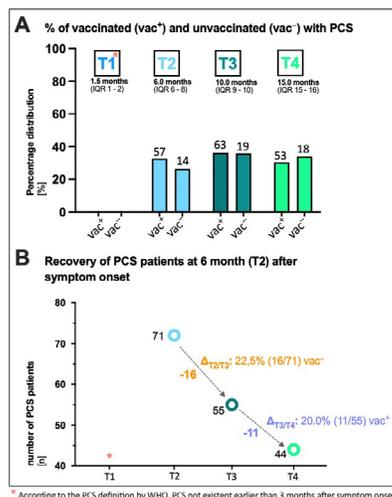 A
% of vaccinated (vac⁺) and unvaccinated (vac⁻) with PCS
Percentage distribution
[%]
100
80
60
40
20
0
T1*
1.5 months
(IQR 1 - 2)
T2
6.0 months
(IQR 6 - 8)
T3
10.0 months
(IQR 9 - 10)
T4
15.0 months
(IQR 15 - 16)
57
14
63
19
53
18
vac⁺
vac⁻
vac⁺
vac⁻
vac⁺
vac⁻
vac⁺
vac⁻
B
Recovery of PCS patients at 6 month (T2) after
symptom onset
number of PCS patients
[n]
80
70
60
50
40
71
Δ T2/T3: 22,5% (16/71) vac⁻
-16
55
Δ T3/T4: 20.0% (11/55) vac⁺
-11
44
*
T1
T2
T3
T4
* According to the PCS definition by WHO, PCS not existent earlier than 3 months after symptom onset